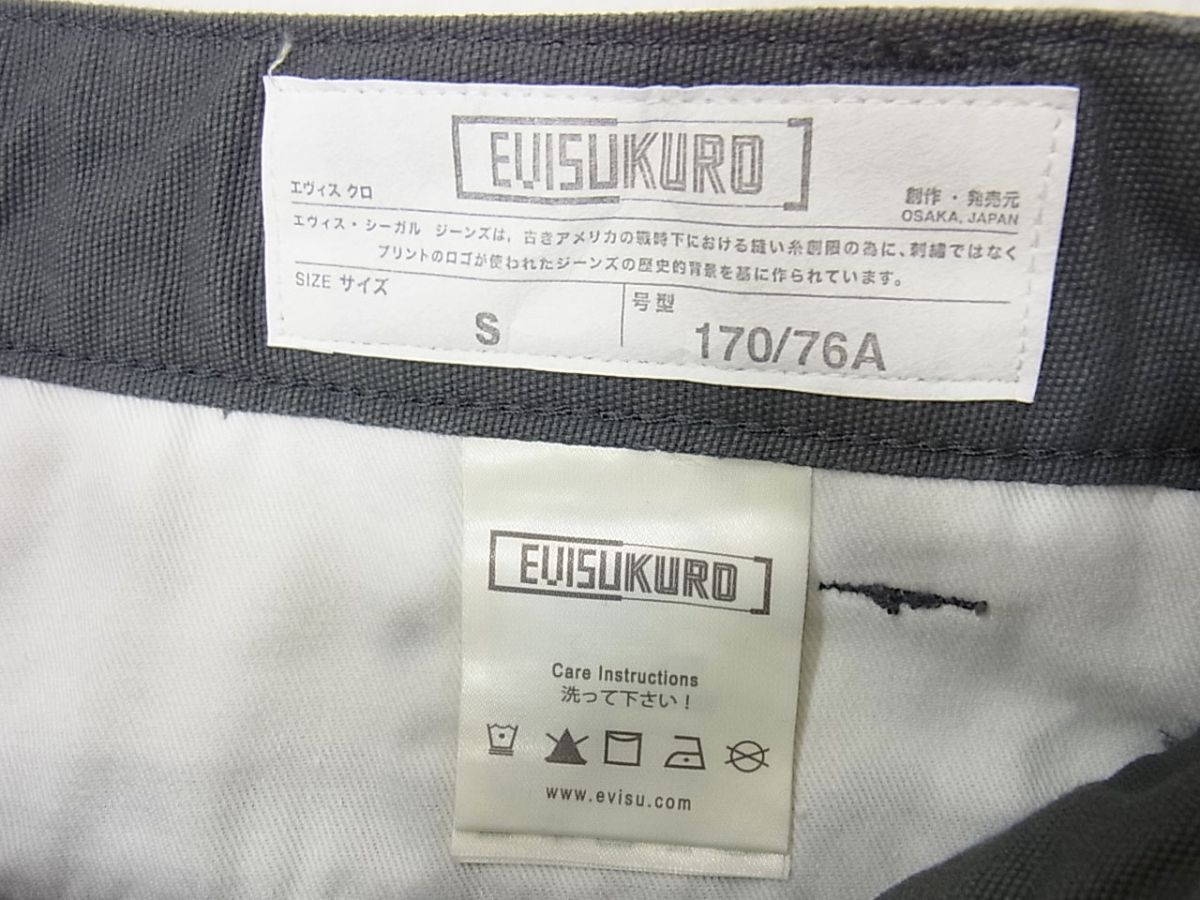 EVISUKURO
エヴィス クロ
創作・発売元
OSAKA, JAPAN
エヴィス・シーガル ジーンズは, 古きアメリカの戦時下における縫い糸創限の為に、刺繍ではなく
プリントのロゴが使われたジーンズの歴史的背景を基に作られています。
SIZE サイズ
S
号型
170/76A
EVISUKURO
Care Instructions
洗って下さい！
www.evisu.com